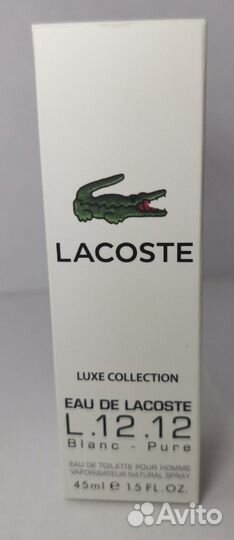 LACOSTE
LUXE COLLECTION
EAU DE LACOSTE
L.12.12
Blanc - Pure
EAU DE TOILETTE POUR HOMME
VAPORISATEUR NATURAL SPRAY
45ml e 1.5 FL.OZ.
Avito